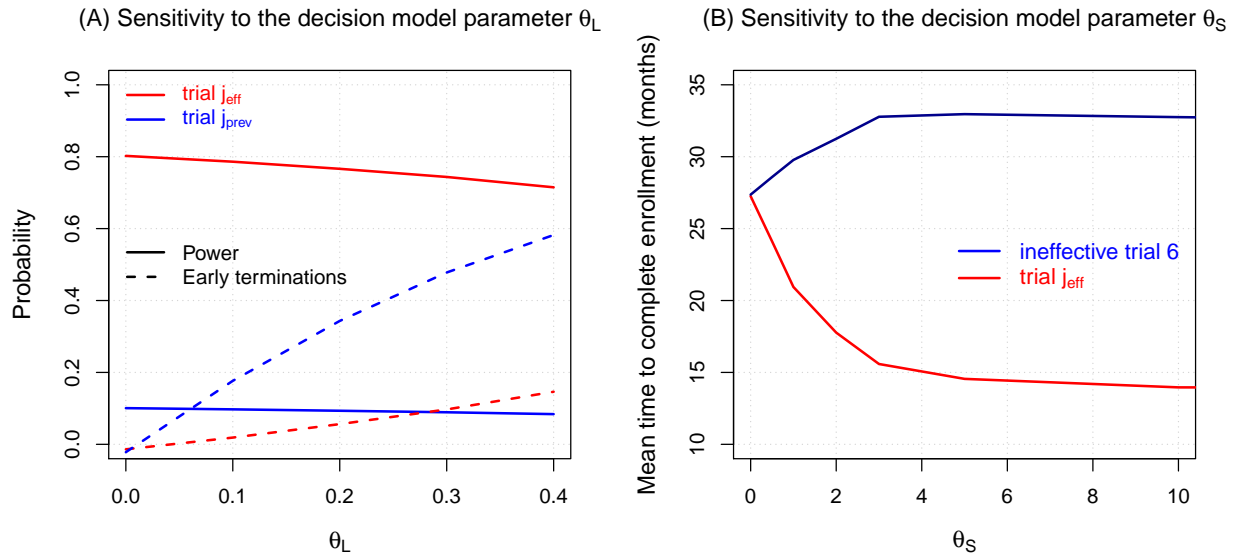 (A) Sensitivity to the decision model parameter θL
1.0
0.8
0.6
0.4
0.2
0.0
Probability
trial jeff
trial jprev
Power
Early terminations
0.0 0.1 0.2 0.3 0.4
θL
(B) Sensitivity to the decision model parameter θS
35
30
25
20
15
10
Mean time to complete enrollment (months)
ineffective trial 6
trial jeff
0 2 4 6 8 10
θS